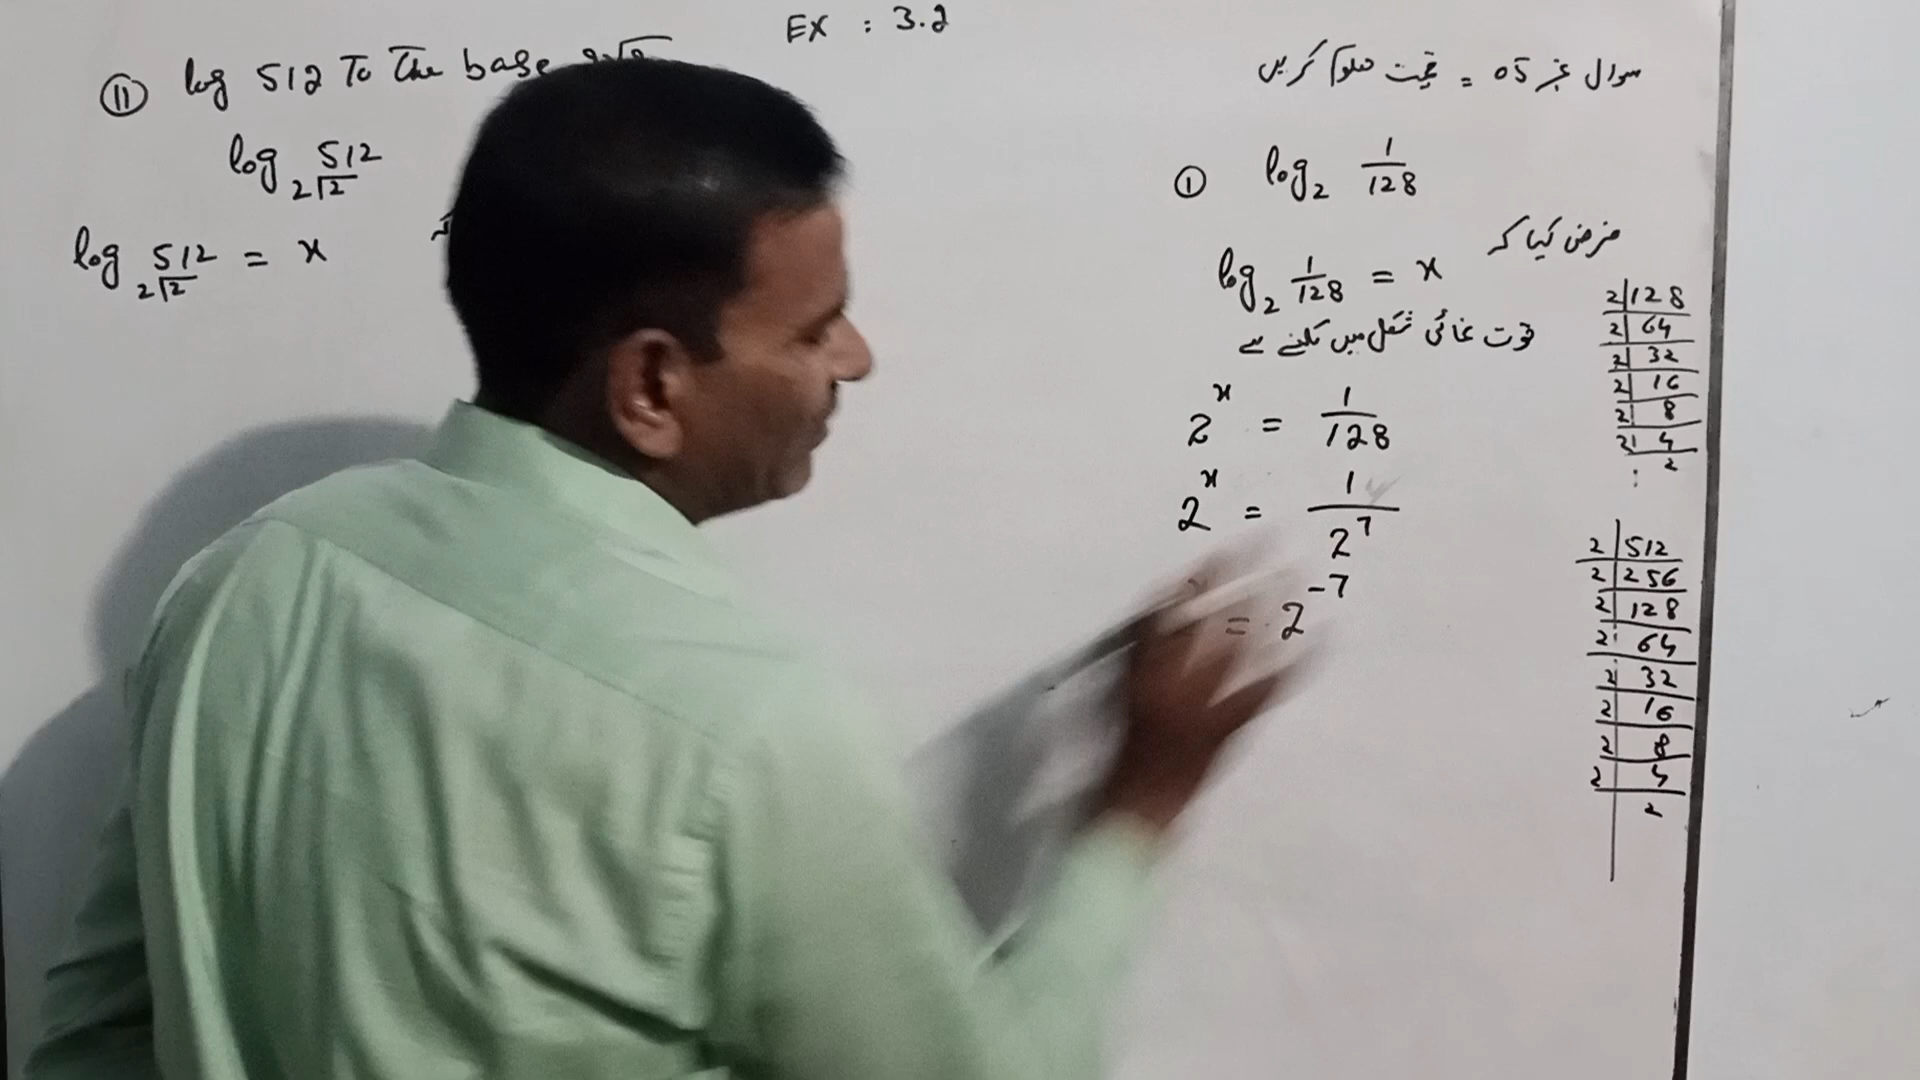 EX : 3.2
سوال نمبر 05 = قیمت معلوم کریں
① log₂ 1/128
فرض کیا کہ
log₂ 1/128 = x
قوت نمائی شکل میں لکھنے سے
2ˣ = 1/128
2ˣ = 1/2⁷
= 2⁻⁷
2|128
2|64
2|32
2|16
2|8
2|4
2
2|512
2|256
2|128
2|64
2|32
2|16
2|8
2|4
2
⑪ log 512 To The base 2√2
log 2√2 512
log 2√2 512 = x